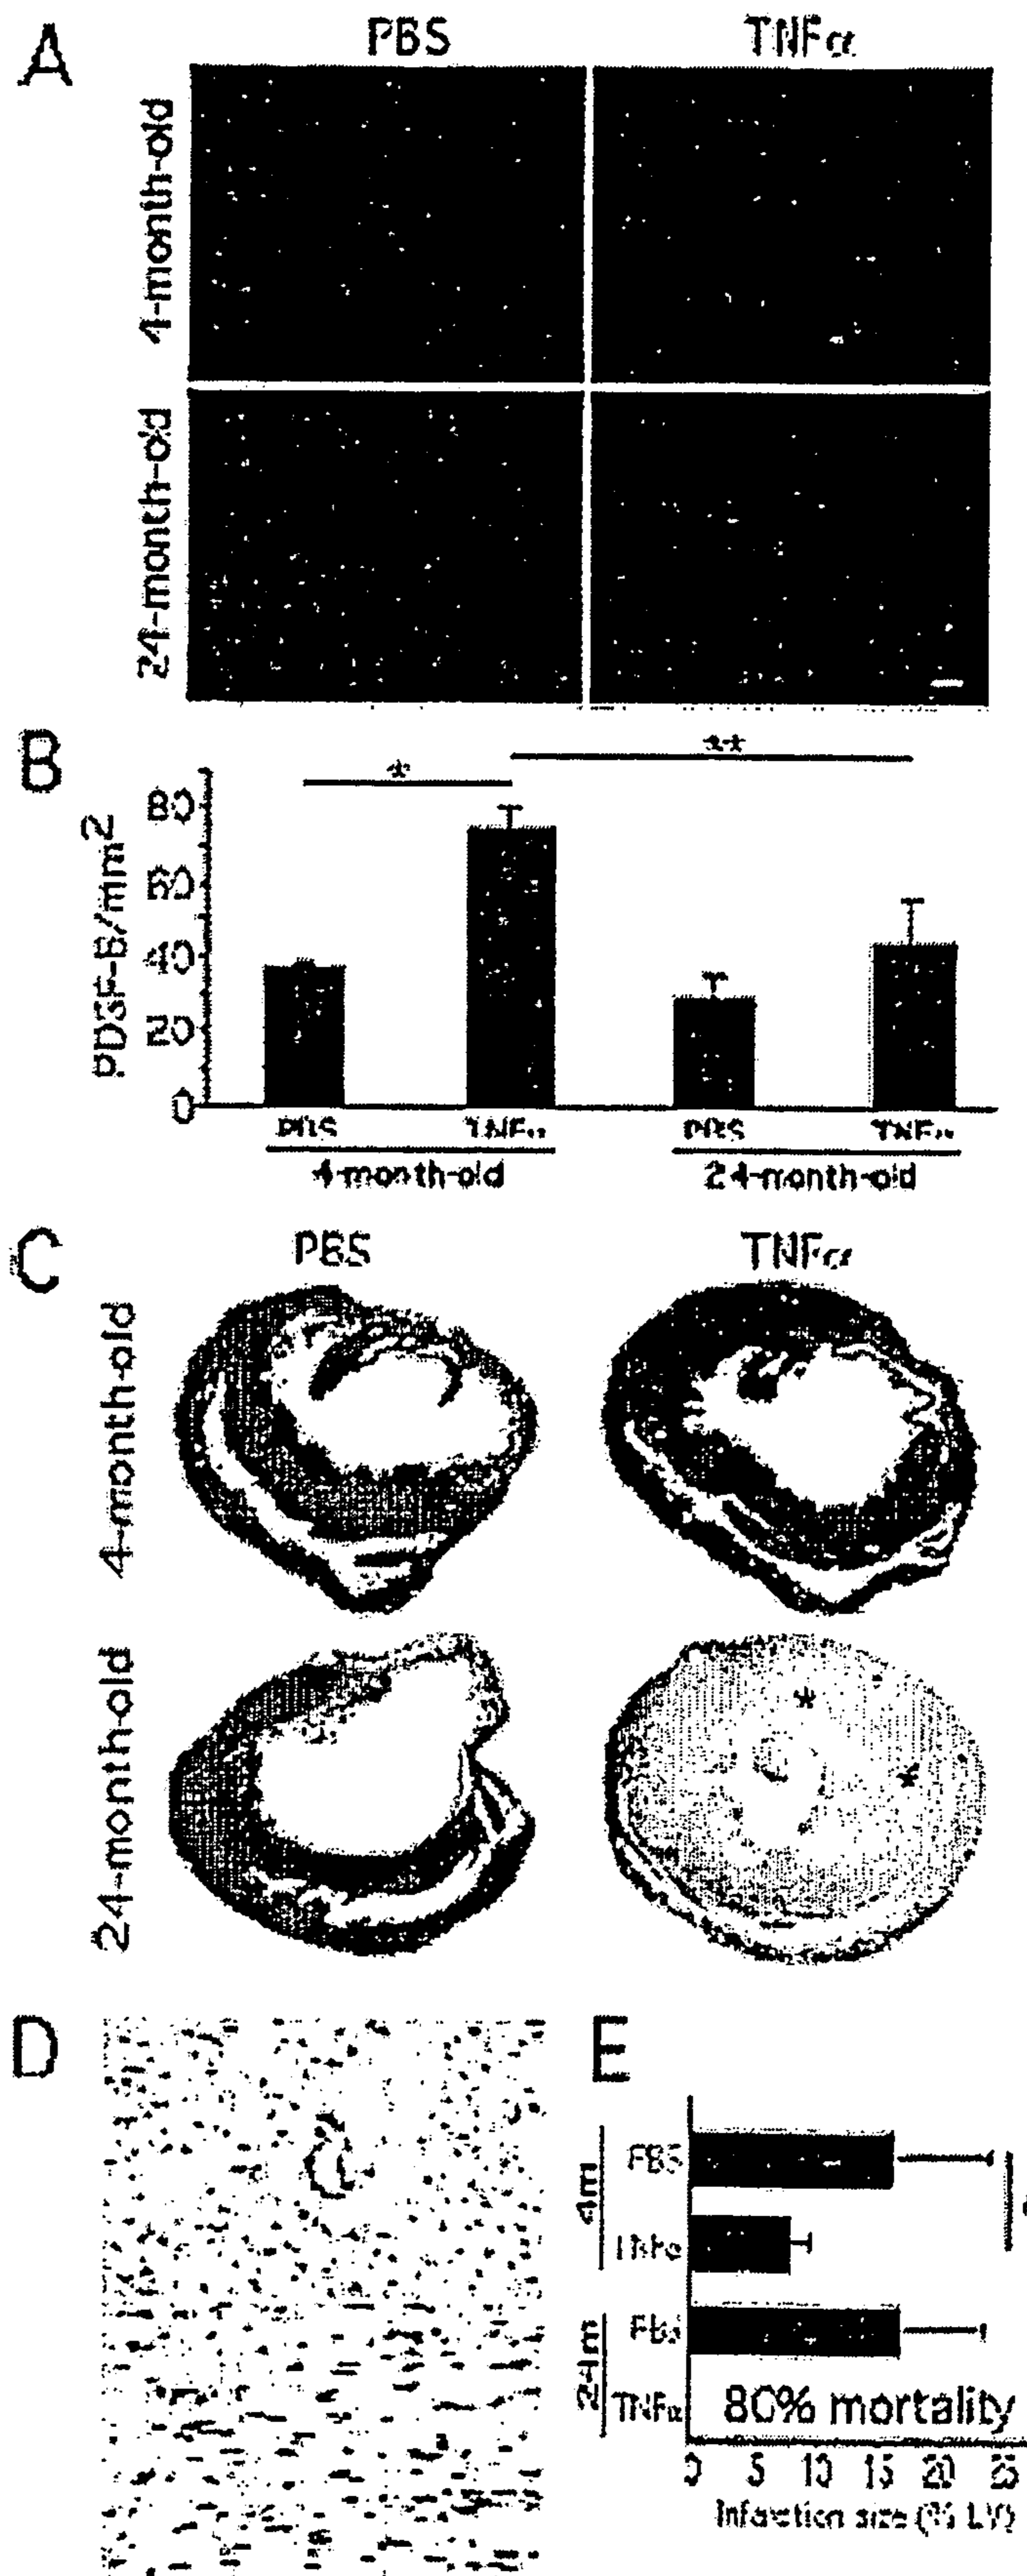 A
PBS TNFα
4-month-old
24-month-old
B
** 
*
PDGF-B/mm2
80
60
40
20
0
PBS TNFα PBS TNFα
4-month-old 24-month-old
C
PBS TNFα
4-month-old
24-month-old
*
*
D
E
4m
PBS
TNFα
24m
PBS
TNFα 80% mortality
0 5 10 15 20 25
Infarction size (% LV)